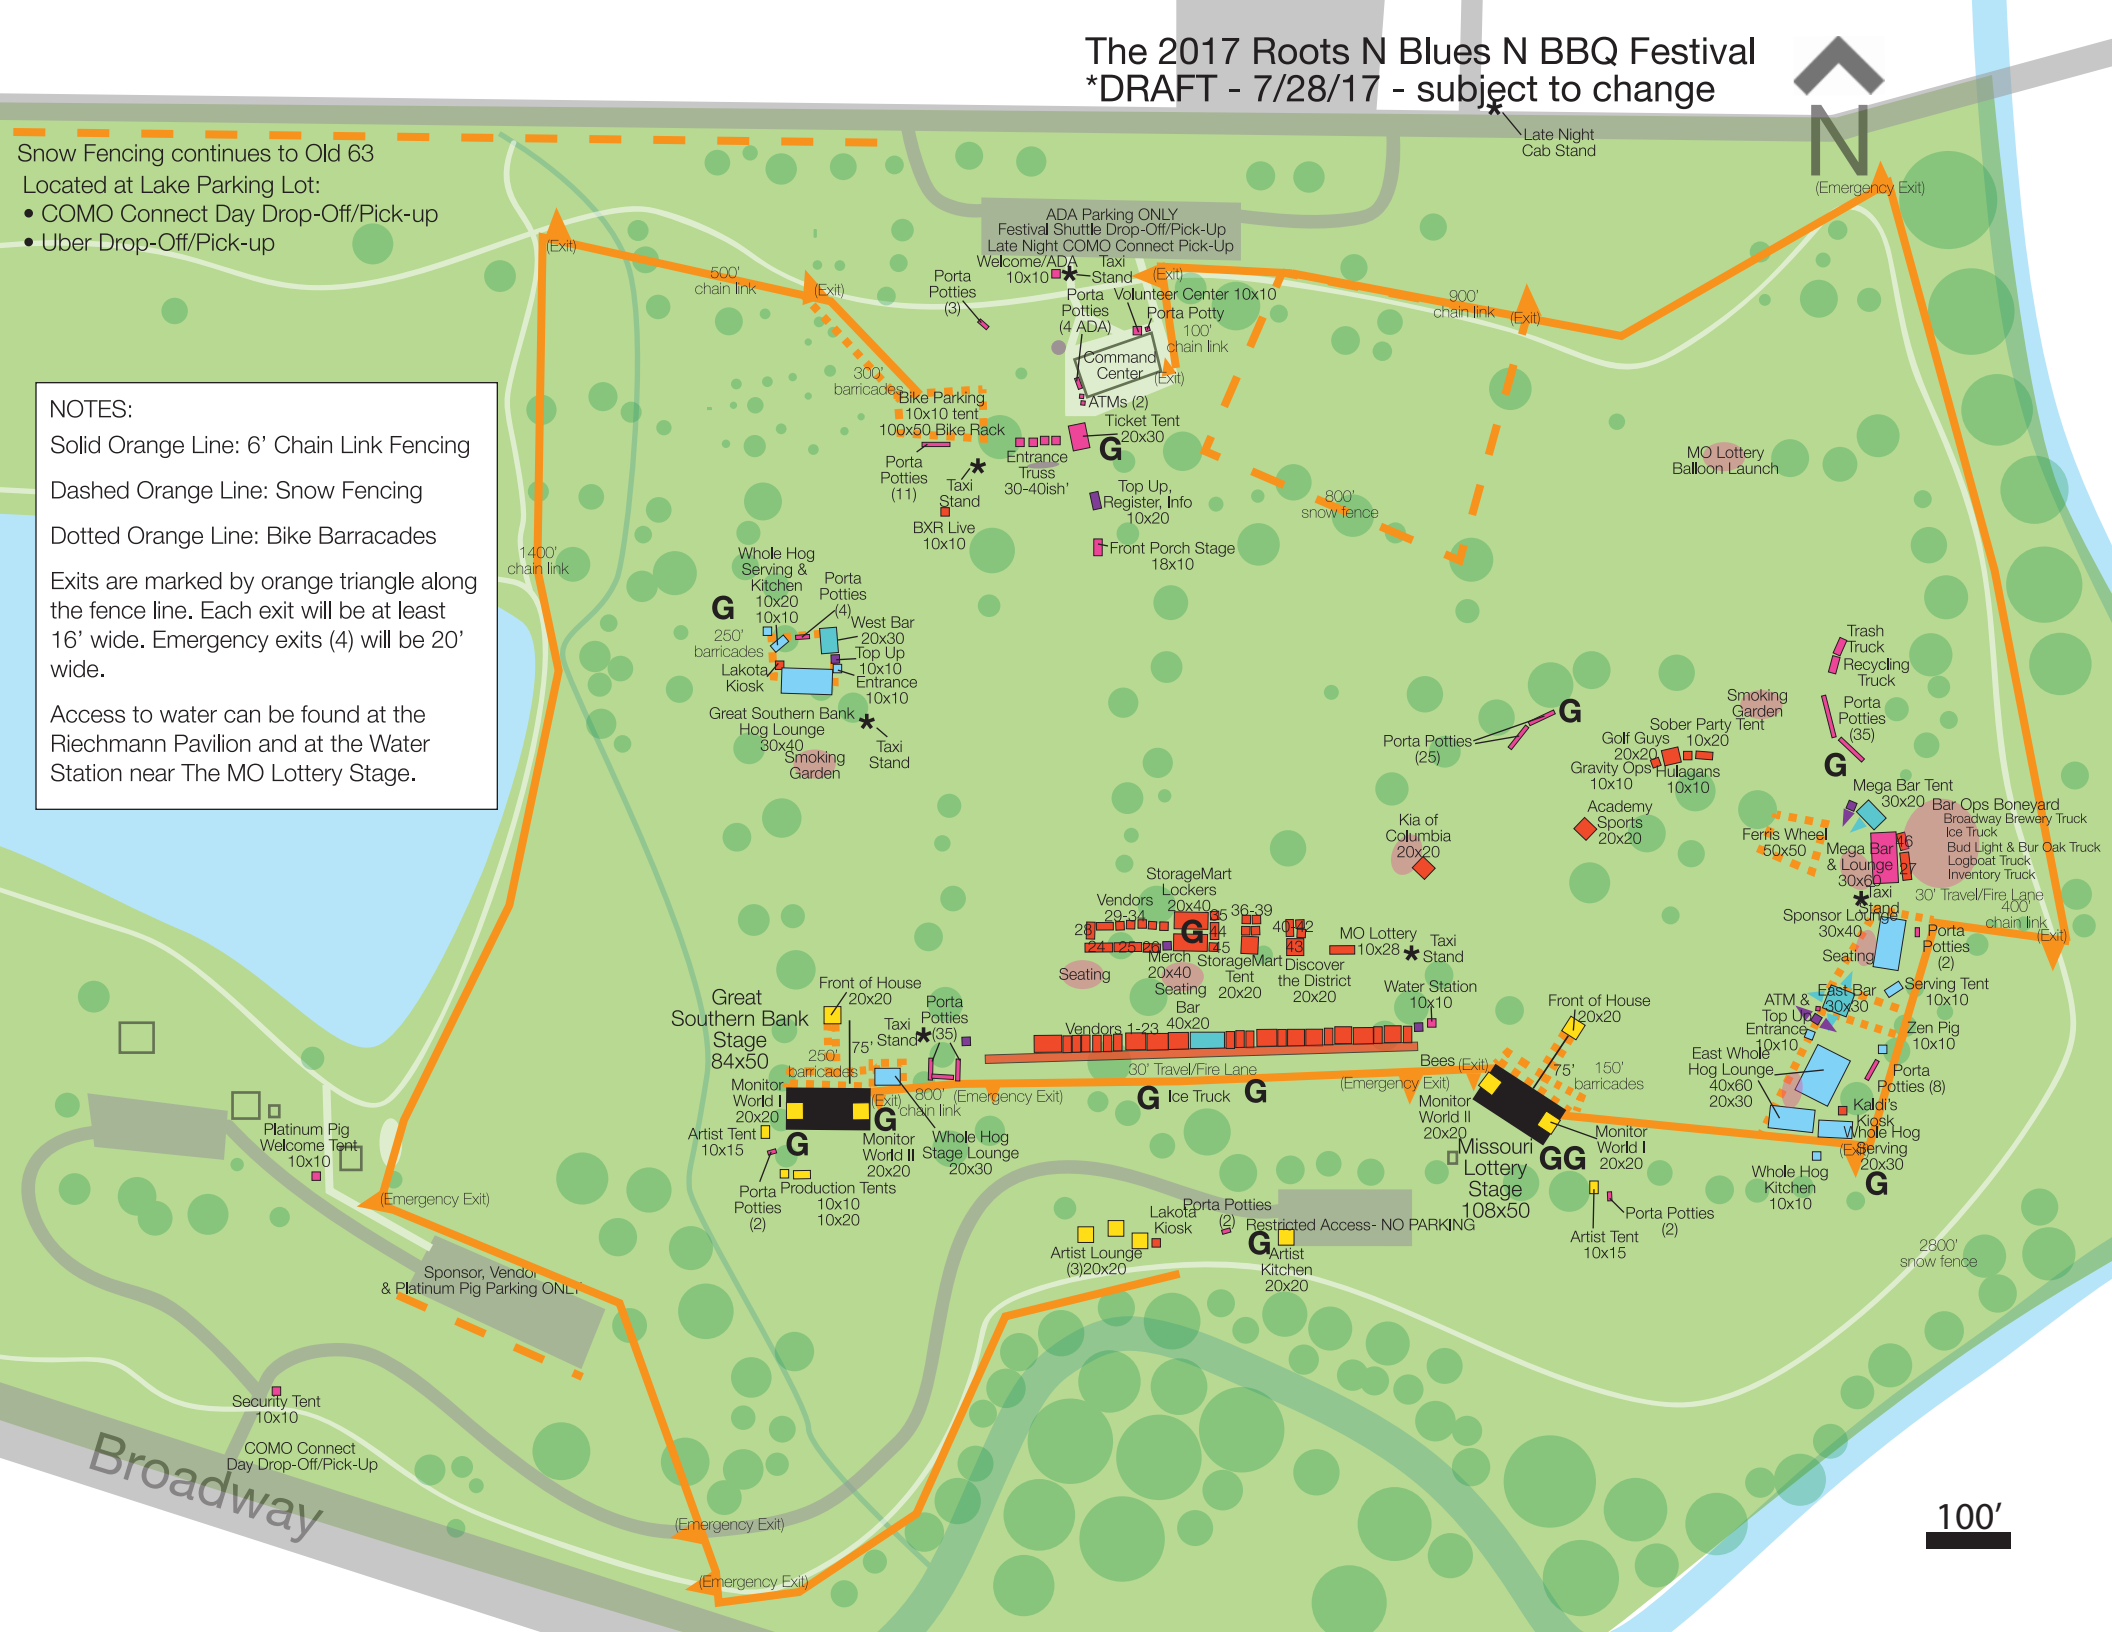 The 2017 Roots N Blues N BBQ Festival
*DRAFT - 7/28/17 - subject to change
N
*
Late Night
Cab Stand
Snow Fencing continues to Old 63
Located at Lake Parking Lot:
• COMO Connect Day Drop-Off/Pick-up
• Uber Drop-Off/Pick-up
(Emergency Exit)
ADA Parking ONLY
Festival Shuttle Drop-Off/Pick-Up
Late Night COMO Connect Pick-Up
(Exit)
500'
chain link
(Exit)
Welcome/ADA
10x10
*
Taxi
Stand
(Exit)
Porta
Potties
(3)
Porta
Potties
(4 ADA)
Volunteer Center 10x10
Porta Potty
100'
chain link
900'
chain link
(Exit)
Command
Center
(Exit)
300'
barricades
Bike Parking
10x10 tent
100x50 Bike Rack
ATMs (2)
Ticket Tent
20x30
G
Porta
Potties
(11)
*
Taxi
Stand
Entrance
Truss
30-40ish'
BXR Live
10x10
Top Up,
Register, Info
10x20
Front Porch Stage
18x10
800'
snow fence
MO Lottery
Balloon Launch
NOTES:
Solid Orange Line: 6' Chain Link Fencing
Dashed Orange Line: Snow Fencing
Dotted Orange Line: Bike Barracades
Exits are marked by orange triangle along
the fence line. Each exit will be at least
16' wide. Emergency exits (4) will be 20'
wide.
Access to water can be found at the
Riechmann Pavilion and at the Water
Station near The MO Lottery Stage.
1400'
chain link
Whole Hog
Serving &
Kitchen
10x20
10x10
Porta
Potties
(4)
G
250'
barricades
West Bar
20x30
Top Up
10x10
Entrance
10x10
Lakota
Kiosk
Great Southern Bank
Hog Lounge
30x40
*
Taxi
Stand
Smoking
Garden
Trash
Truck
Recycling
Truck
Smoking
Garden
Porta
Potties
(35)
G
G
Porta Potties
(25)
Sober Party Tent
10x20
Golf Guys
20x20
Gravity Ops
10x10
Hulagans
10x10
Academy
Sports
20x20
Kia of
Columbia
20x20
Mega Bar Tent
30x20
Bar Ops Boneyard
Broadway Brewery Truck
Ice Truck
Bud Light & Bur Oak Truck
Logboat Truck
Inventory Truck
Ferris Wheel
50x50
Mega Bar
& Lounge
30x60
46
27
30' Travel/Fire Lane
*
Taxi
Stand
400'
chain link
(Exit)
Sponsor Lounge
30x40
Seating
Porta
Potties
(2)
StorageMart
Lockers
20x40
Vendors
29-34
28
24
25
26
G
35
44
45
36-39
40-42
43
MO Lottery
10x28
*
Taxi
Stand
Merch
20x40
Seating
Seating
StorageMart
Tent
20x20
Discover
the District
20x20
Water Station
10x10
Bar
40x20
Vendors 1-23
30' Travel/Fire Lane
Front of House
20x20
Great
Southern Bank
Stage
84x50
Taxi
Stand
*
Porta
Potties
(35)
75'
250'
barricades
Monitor
World I
20x20
(Exit)
800'
chain link
(Emergency Exit)
G
G
Artist Tent
10x15
Monitor
World II
20x20
Whole Hog
Stage Lounge
20x30
Porta
Potties
(2)
Production Tents
10x10
10x20
G
Ice Truck
G
(Emergency Exit)
Bees
(Exit)
Front of House
20x20
75'
150'
barricades
Monitor
World II
20x20
Missouri
Lottery
Stage
108x50
GG
Monitor
World I
20x20
Artist Tent
10x15
Porta Potties
(2)
ATM &
Top Up
East Bar
30x30
Serving Tent
10x10
Entrance
10x10
Zen Pig
10x10
East Whole
Hog Lounge
40x60
20x30
Porta
Potties (8)
Kaldi's
Kiosk
Whole Hog
Serving
20x30
(Exit)
Whole Hog
Kitchen
10x10
G
2800'
snow fence
Platinum Pig
Welcome Tent
10x10
(Emergency Exit)
Sponsor, Vendor
& Platinum Pig Parking ONLY
Lakota
Kiosk
Porta Potties
(2)
Restricted Access- NO PARKING
Artist Lounge
(3)20x20
G
Artist
Kitchen
20x20
Security Tent
10x10
COMO Connect
Day Drop-Off/Pick-Up
Broadway
(Emergency Exit)
(Emergency Exit)
100'